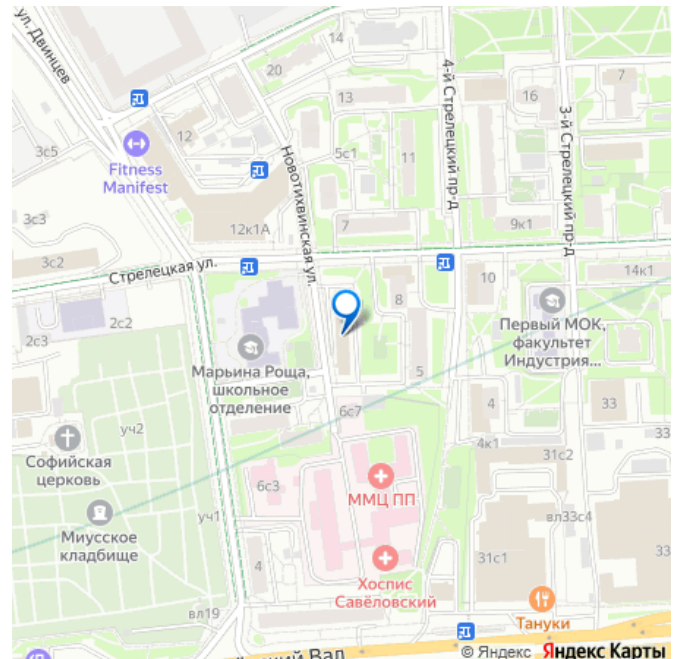 ул. Двинцев
20
13
4-й Стрелецкий пр-д
16
7
3-й Стрелецкий пр-д
12
Fitness
Manifest
3с5
5с1
11
Новотихвинская ул.
3с3
12к1А
7
9к1
3с2
Стрелецкая ул.
10
14к1
2с2
2с3
8
Марьина Роща,
школьное
отделение
Первый МОК,
факультет
Индустрия...
5
6с7
4
33
уч2
4к1
33
31с2
Софийская
церковь
6с3
ММЦ ПП
уч1
вл33с4
Миусское
кладбище
31с1
33
4
Хоспис
Савёловский
вл19
Тануки
кий Вал
© Яндекс Яндекс Карты